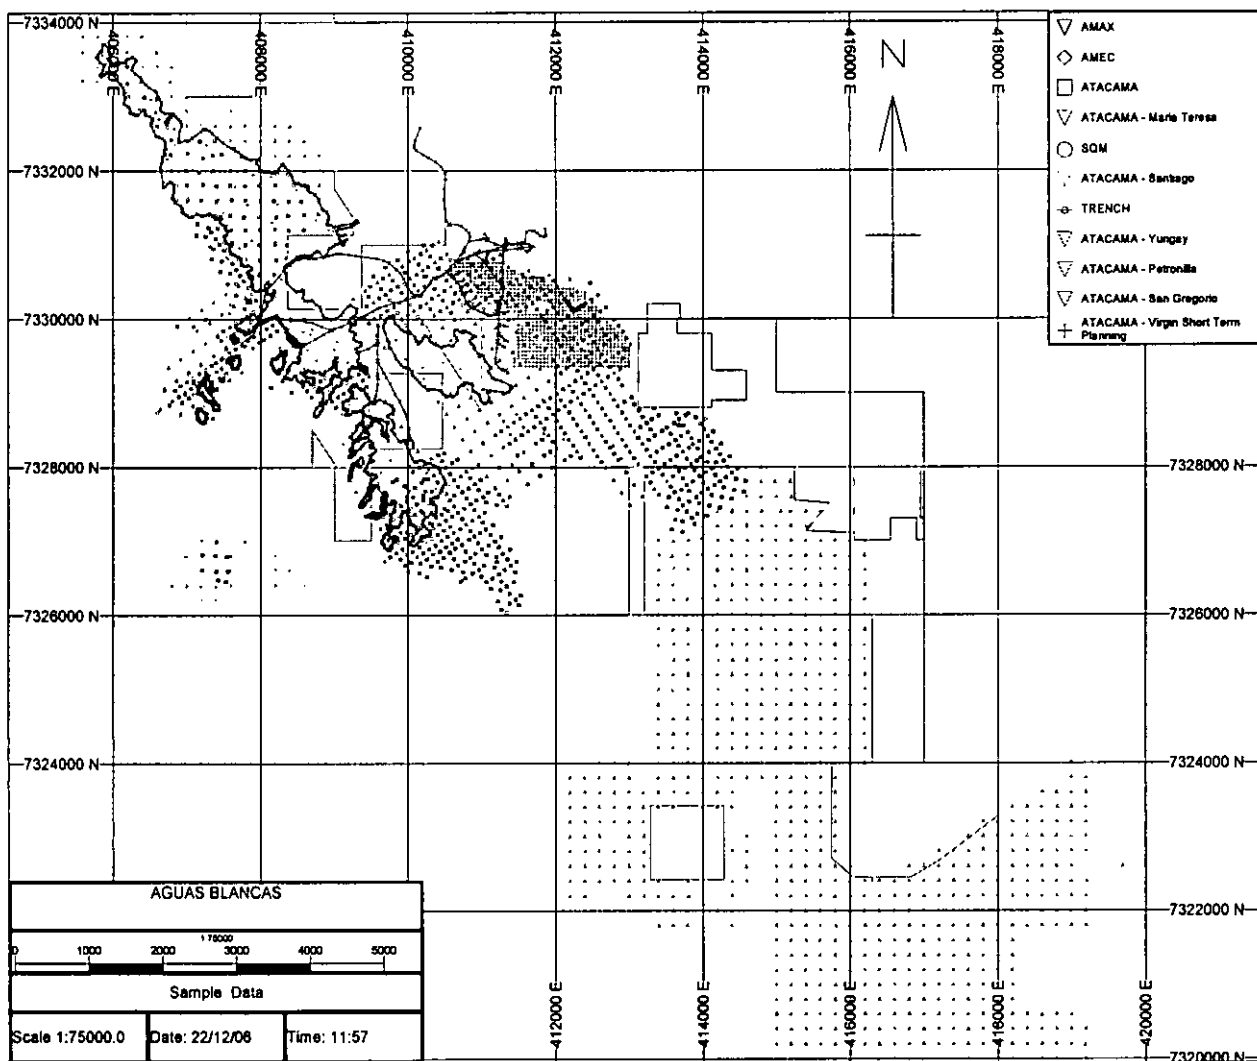 7334000 N
7332000 N
7330000 N
7328000 N
7326000 N
7324000 N
406000 E
408000 E
410000 E
412000 E
414000 E
416000 E
418000 E
N
AMAX
AMEC
ATACAMA
ATACAMA - Maria Teresa
SQM
ATACAMA - Santiago
TRENCH
ATACAMA - Yungay
ATACAMA - Petronilla
ATACAMA - San Gregorio
ATACAMA - Virgin Short Term
Planning
7328000 N
7326000 N
7324000 N
7322000 N
7320000 N
412000 E
414000 E
416000 E
418000 E
420000 E
AGUAS BLANCAS
1:75000
0 1000 2000 3000 4000 5000
Sample Data
Scale 1:75000.0 Date: 22/12/06 Time: 11:57